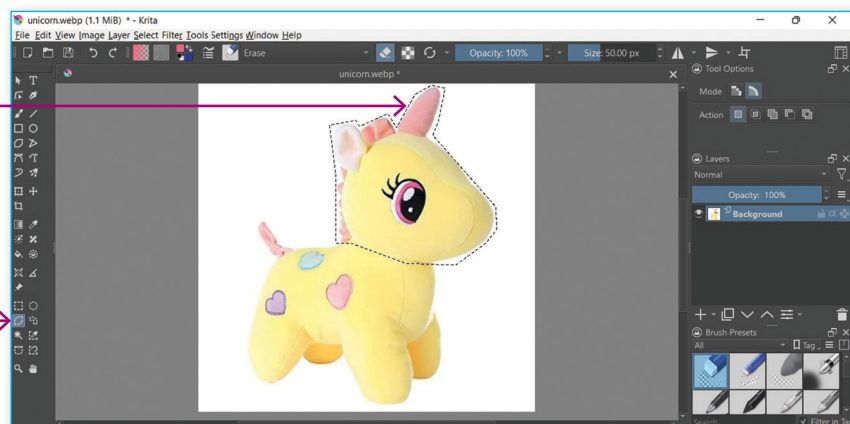 unicorn.webp (1.1 MiB) * - Krita
File Edit View Image Layer Select Filter Tools Settings Window Help
Erase
Opacity: 100%
Size: 50.00 px
unicorn.webp *
Tool Options
Mode
Action
Layers
Normal
Opacity: 100%
Background
Brush Presets
All
Tag
Search
Filter in Ta